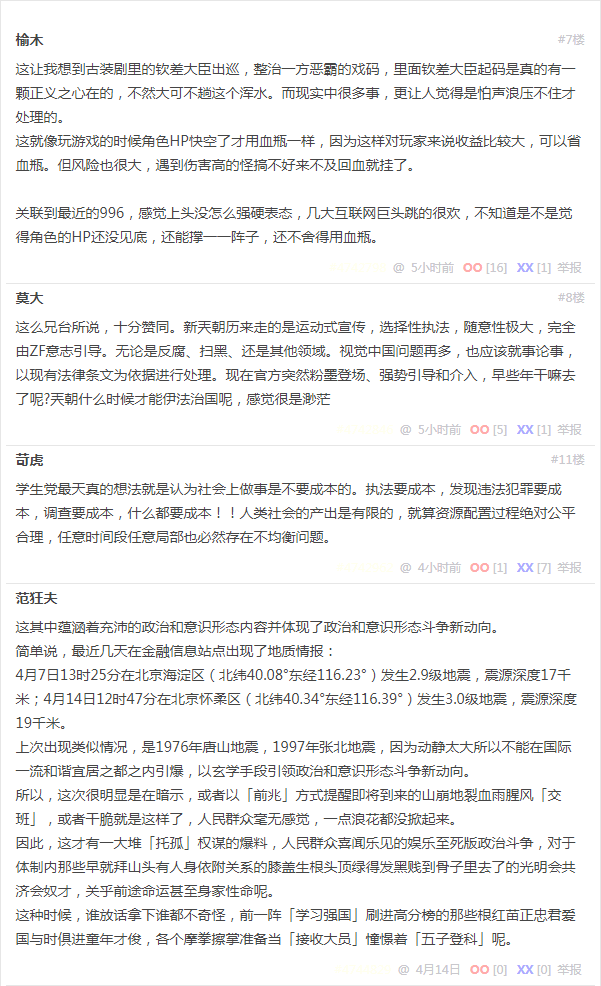 榆木 #7楼
这让我想到古装剧里的钦差大臣出巡，整治一方恶霸的戏码，里面钦差大臣起码是真的有一
颗正义之心在的，不然大可不趟这个浑水。而现实中很多事，更让人觉得是怕声浪压不住才
处理的。
这就像玩游戏的时候角色HP快空了才用血瓶一样，因为这样对玩家来说收益比较大，可以省
血瓶。但风险也很大，遇到伤害高的怪搞不好来不及回血就挂了。
关联到最近的996，感觉上头没怎么强硬表态，几大互联网巨头跳的很欢，不知道是不是觉
得角色的HP还没见底，还能撑一一阵子，还不舍得用血瓶。
@ 5小时前 OO [16] XX [1] 举报
莫大 #8楼
这么兄台所说，十分赞同。新天朝历来走的是运动式宣传，选择性执法，随意性极大，完全
由ZF意志引导。无论是反腐、扫黑、还是其他领域。视觉中国问题再多，也应该就事论事，
以现有法律条文为依据进行处理。现在官方突然粉墨登场、强势引导和介入，早些年干嘛去
了呢?天朝什么时候才能伊法治国呢，感觉很是渺茫
@ 5小时前 OO [5] XX [1] 举报
苛虎 #11楼
学生党最天真的想法就是认为社会上做事是不要成本的。执法要成本，发现违法犯罪要成
本，调查要成本，什么都要成本！！人类社会的产出是有限的，就算资源配置过程绝对公平
合理，任意时间段任意局部也必然存在不均衡问题。
@ 4小时前 OO [1] XX [7] 举报
范狂夫
这其中蕴涵着充沛的政治和意识形态内容并体现了政治和意识形态斗争新动向。
简单说，最近几天在金融信息站点出现了地质情报：
4月7日13时25分在北京海淀区（北纬40.08°东经116.23°）发生2.9级地震，震源深度17千
米；4月14日12时47分在北京怀柔区（北纬40.34°东经116.39°）发生3.0级地震，震源深度
19千米。
上次出现类似情况，是1976年唐山地震，1997年张北地震，因为动静太大所以不能在国际
一流和谐宜居之都之内引爆，以玄学手段引领政治和意识形态斗争新动向。
所以，这次很明显是在暗示，或者以「前兆」方式提醒即将到来的山崩地裂血雨腥风「交
班」，或者干脆就是这样了，人民群众毫无感觉，一点浪花都没掀起来。
因此，这才有一大堆「托孤」权谋的爆料，人民群众喜闻乐见的娱乐至死版政治斗争，对于
体制内那些早就拜山头有人身依附关系的膝盖生根头顶绿得发黑贱到骨子里去了的光明会共
济会奴才，关乎前途命运甚至身家性命呢。
这种时候，谁放话拿下谁都不奇怪，前一阵「学习强国」刷进高分榜的那些根红苗正忠君爱
国与时俱进童年才俊，各个摩拳擦掌准备当「接收大员」憧憬着「五子登科」呢。
@ 4月14日 OO [0] XX [0] 举报